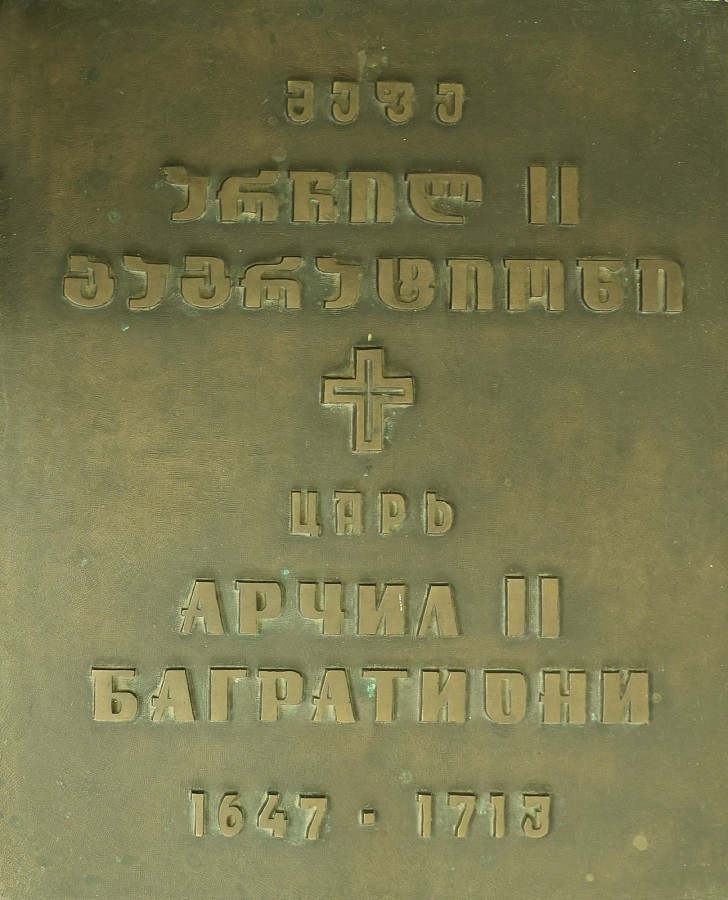 მეფე
არჩილ II
ბაგრატიონი
ЦАРЬ
АРЧИЛ II
БАГРАТИОНИ
1647 · 1713